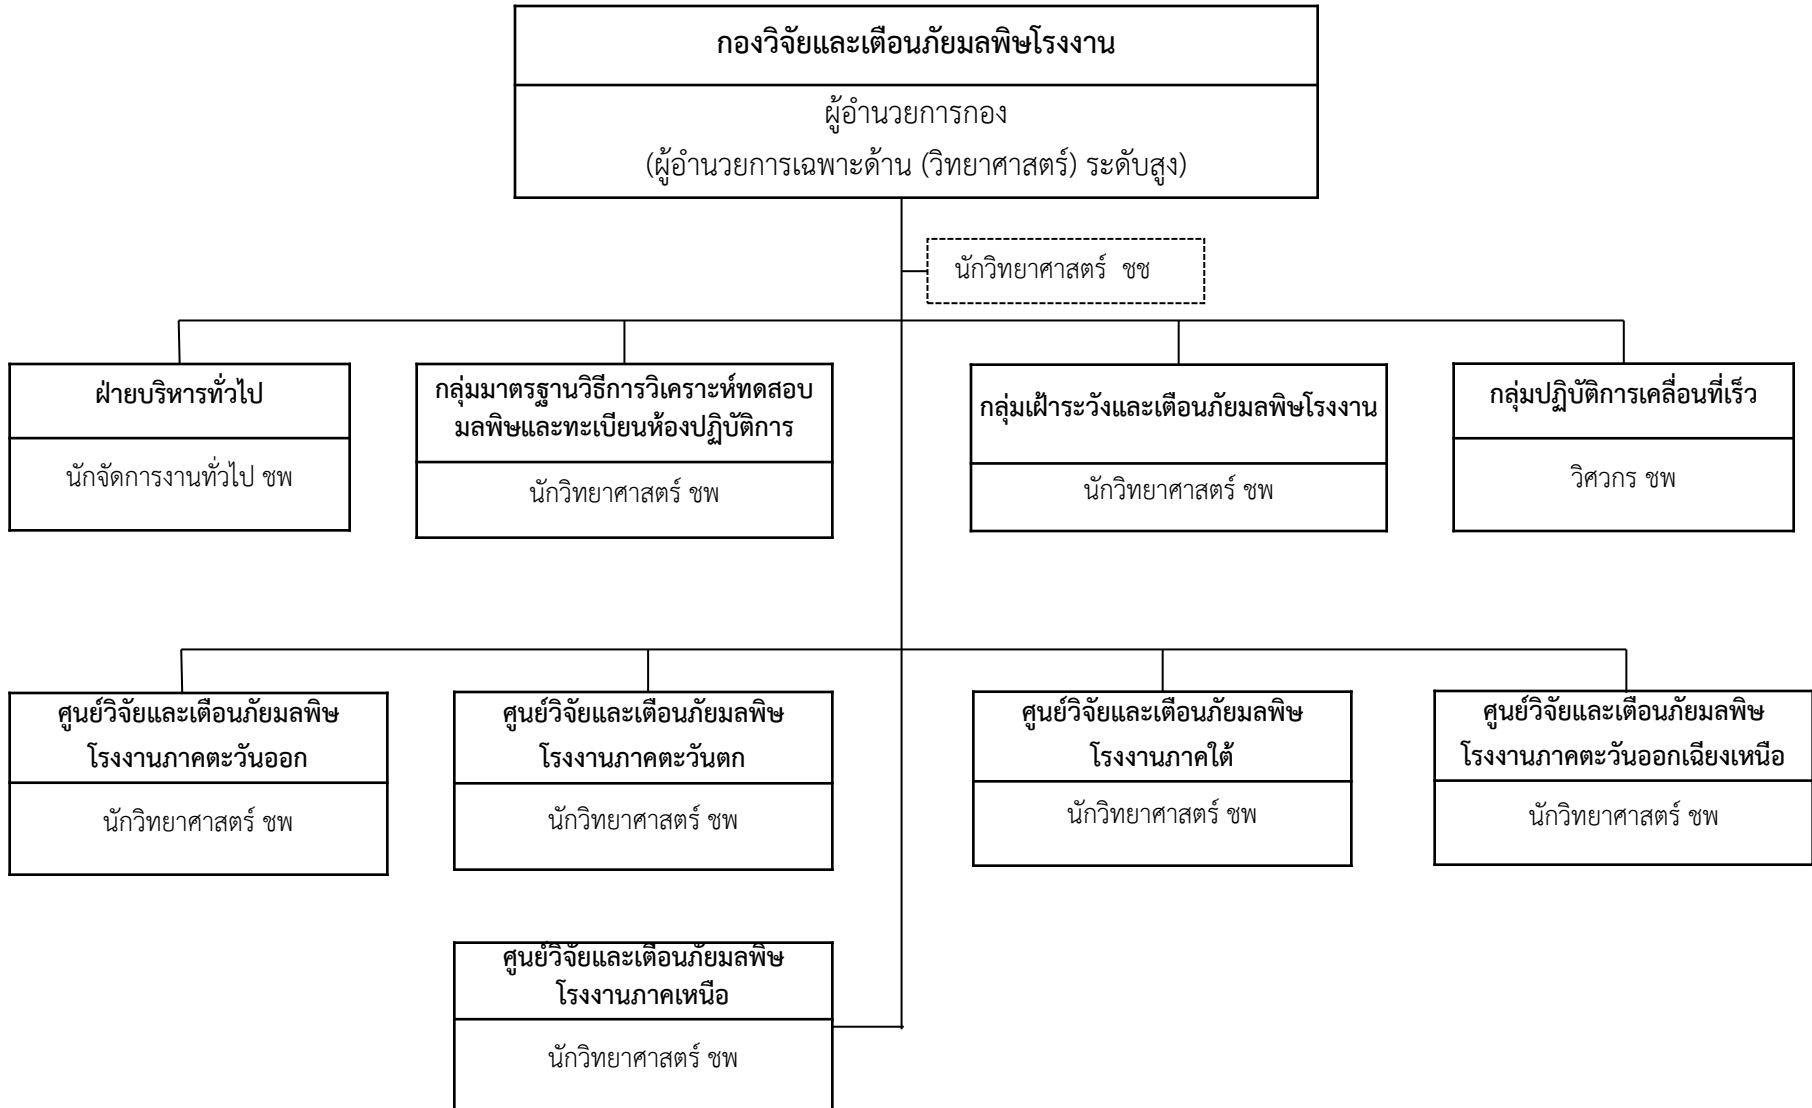 กองวิจัยและเตือนภัยมลพิษโรงงาน
ผู้อำนวยการกอง
(ผู้อำนวยการเฉพาะด้าน (วิทยาศาสตร์) ระดับสูง)
นักวิทยาศาสตร์ ชช
ฝ่ายบริหารทั่วไป
นักจัดการงานทั่วไป ชพ
กลุ่มมาตรฐานวิธีการวิเคราะห์ทดสอบ
มลพิษและทะเบียนห้องปฏิบัติการ
นักวิทยาศาสตร์ ชพ
กลุ่มเฝ้าระวังและเตือนภัยมลพิษโรงงาน
นักวิทยาศาสตร์ ชพ
กลุ่มปฏิบัติการเคลื่อนที่เร็ว
วิศวกร ชพ
ศูนย์วิจัยและเตือนภัยมลพิษ
โรงงานภาคตะวันออก
นักวิทยาศาสตร์ ชพ
ศูนย์วิจัยและเตือนภัยมลพิษ
โรงงานภาคตะวันตก
นักวิทยาศาสตร์ ชพ
ศูนย์วิจัยและเตือนภัยมลพิษ
โรงงานภาคใต้
นักวิทยาศาสตร์ ชพ
ศูนย์วิจัยและเตือนภัยมลพิษ
โรงงานภาคตะวันออกเฉียงเหนือ
นักวิทยาศาสตร์ ชพ
ศูนย์วิจัยและเตือนภัยมลพิษ
โรงงานภาคเหนือ
นักวิทยาศาสตร์ ชพ